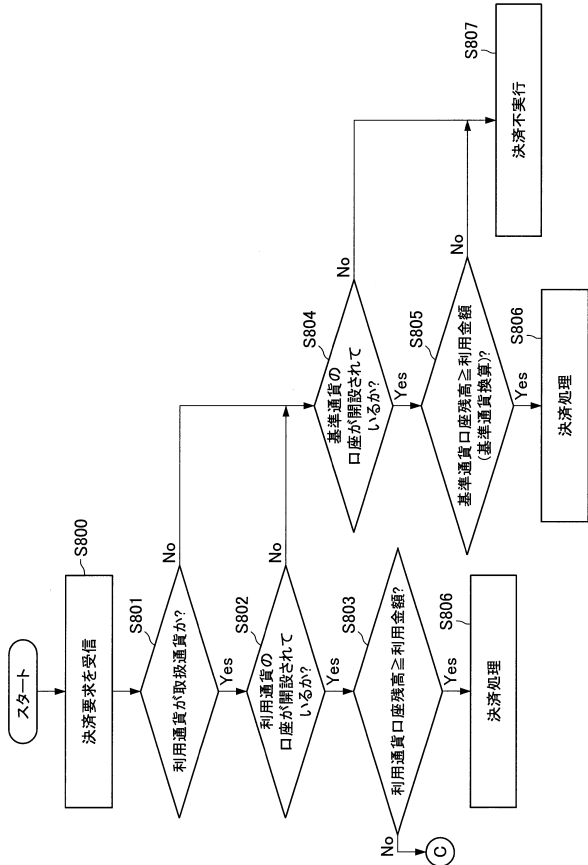 スタート
S800
決済要求を受信
S801
利用通貨が取扱通貨か?
No
Yes
S802
利用通貨の
口座が開設されて
いるか?
No
Yes
S803
利用通貨口座残高≧利用金額?
No
C
Yes
S806
決済処理
S804
基準通貨の
口座が開設されて
いるか?
No
Yes
S805
基準通貨口座残高≧利用金額
(基準通貨換算)?
No
Yes
S806
決済処理
S807
決済不実行